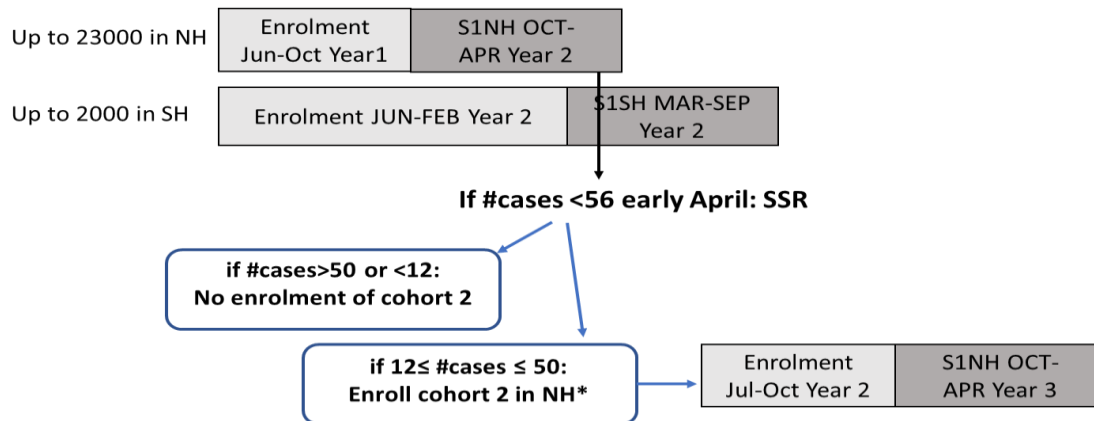 Up to 23000 in NH
Enrolment
Jun-Oct Year1
S1NH OCT-
APR Year 2
Up to 2000 in SH
Enrolment JUN-FEB Year 2
S1SH MAR-SEP
Year 2
If #cases <56 early April: SSR
if #cases>50 or <12:
No enrolment of cohort 2
if 12≤ #cases ≤ 50:
Enroll cohort 2 in NH*
Enrolment
Jul-Oct Year 2
S1NH OCT-
APR Year 3